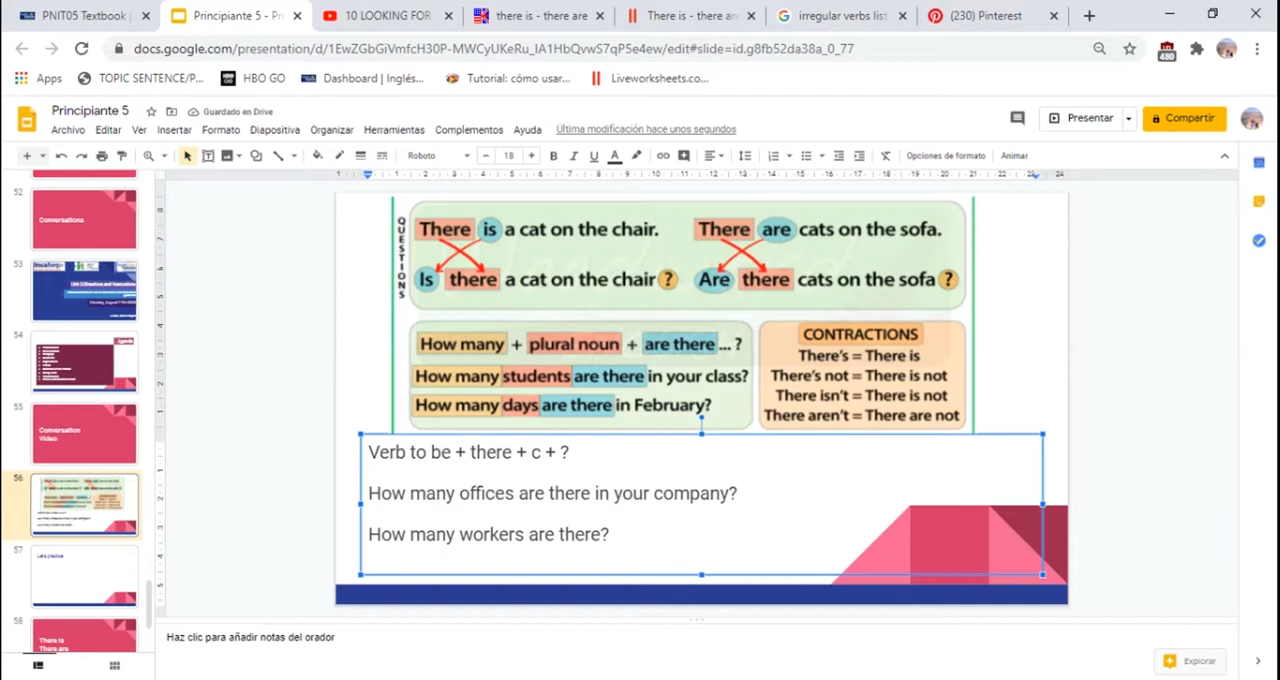 PNIT05 Textbook |
Principiante 5 - P
10 LOOKING FOR
there is - there are
There is - there are
irregular verbs list
(230) Pinterest
docs.google.com/presentation/d/1EwZGbGiVmfcH30P-MWCyUKeRu_IA1HbQvwS7qP5e4ew/edit#slide=id.g8fb52da38a_0_77
480
Apps
TOPIC SENTENCE/P...
HBO GO
Dashboard | Inglés...
Tutorial: cómo usar...
Liveworksheets.co...
Principiante 5
Guardado en Drive
Archivo Editar Ver Insertar Formato Diapositiva Organizar Herramientas Complementos Ayuda
Última modificación hace unos segundos
Presentar
Compartir
Roboto
18
Opciones de formato
Animar
52
Conversations
53
54
Agenda
55
Conversation
Video
56
57
58
There is
There are
QUESTIONS
There is a cat on the chair.
There are cats on the sofa.
Is there a cat on the chair ?
Are there cats on the sofa ?
How many + plural noun + are there ... ?
How many students are there in your class?
How many days are there in February?
CONTRACTIONS
There's = There is
There's not = There is not
There isn't = There is not
There aren't = There are not
Verb to be + there + c + ?
How many offices are there in your company?
How many workers are there?
Haz clic para añadir notas del orador
Explorar